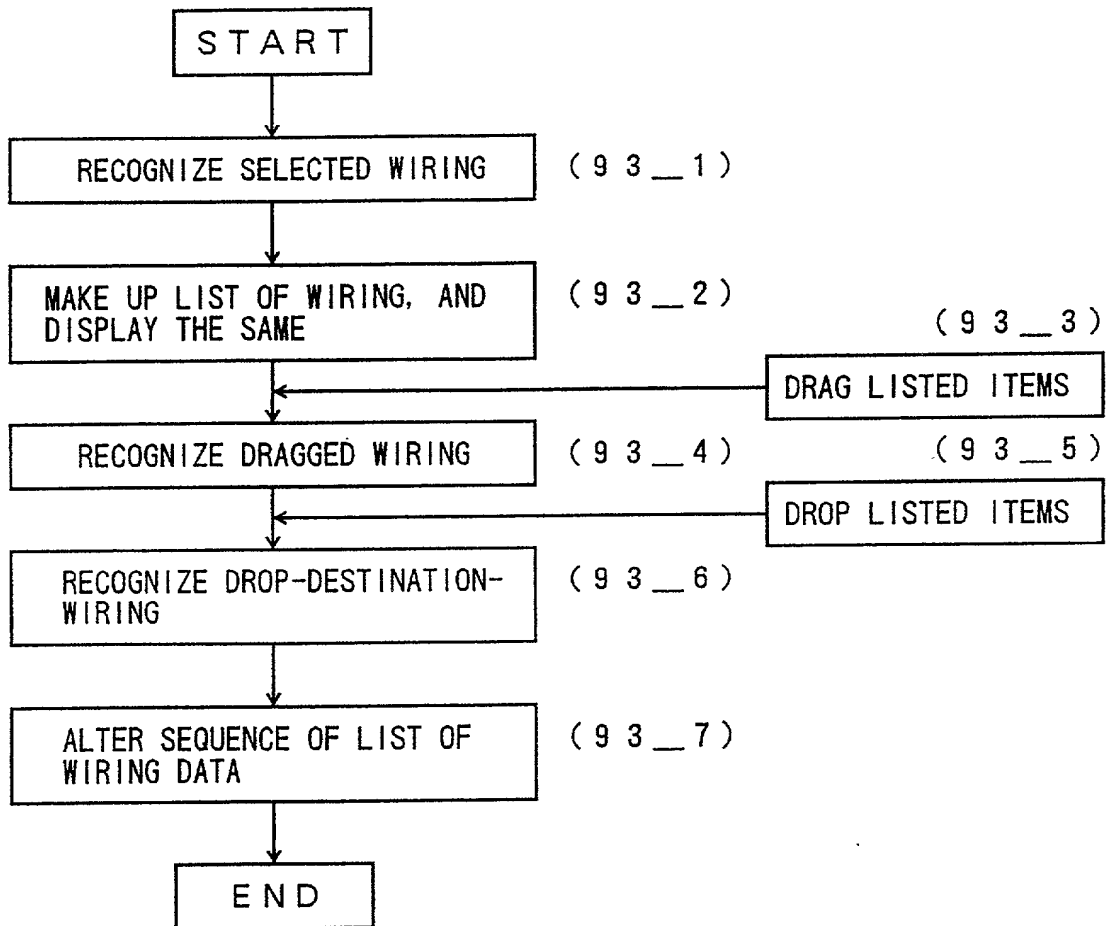 START
RECOGNIZE SELECTED WIRING
(93_1)
MAKE UP LIST OF WIRING, AND
DISPLAY THE SAME
(93_2)
(93_3)
DRAG LISTED ITEMS
RECOGNIZE DRAGGED WIRING
(93_4)
(93_5)
DROP LISTED ITEMS
RECOGNIZE DROP-DESTINATION-
WIRING
(93_6)
ALTER SEQUENCE OF LIST OF
WIRING DATA
(93_7)
END